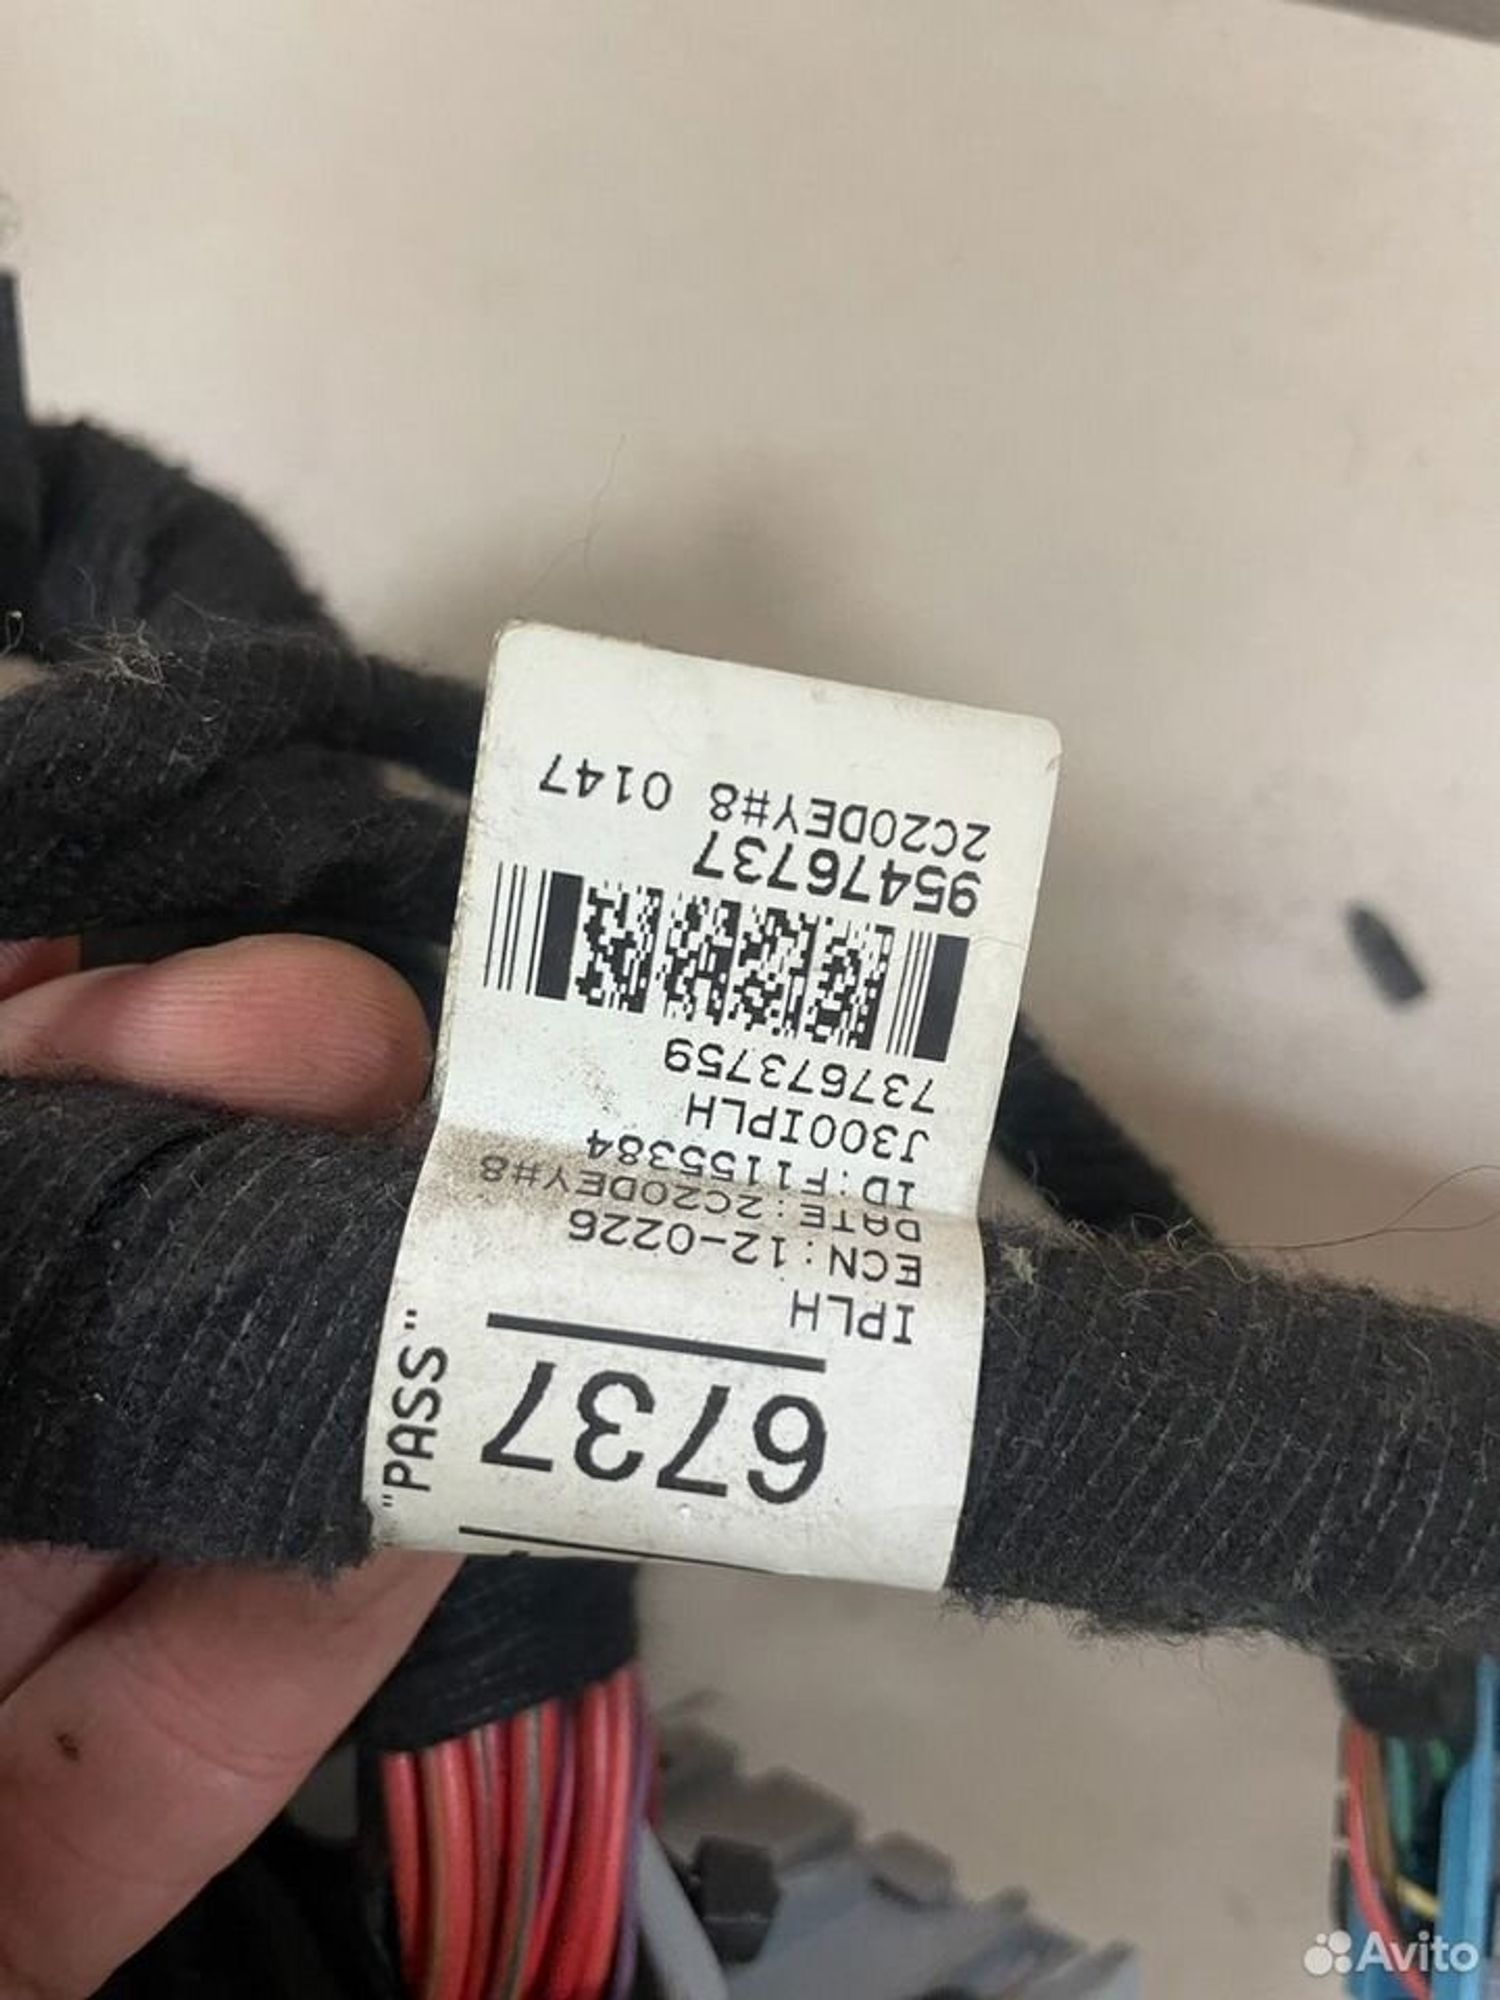 6737
"PASS"
IPLH
ECN:12-0226
DATE:2C20DEY#8
ID:F1155384
J300IPLH
737673759
95476737
2C20DEY#8 0147
Avito